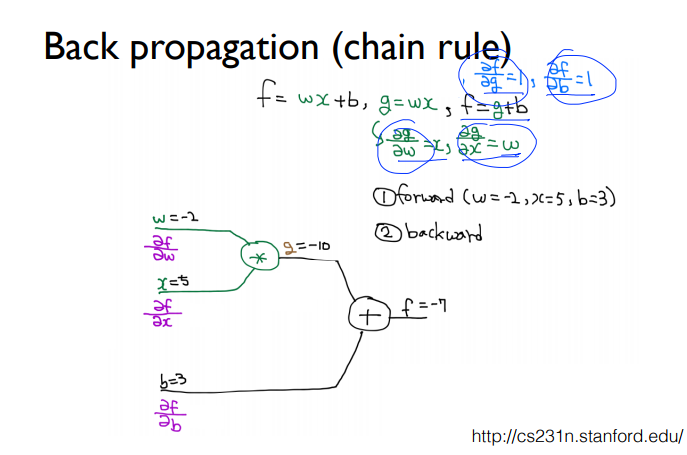 Back propagation (chain rule)
∂f/∂g = 1, ∂f/∂b = 1
f = wx+b, g=wx, f=g+b
∂g/∂w = x, ∂g/∂x = w
① forward (w=-2, x=5, b=3)
② backward
w=-2
∂f/∂w
g=-10
*
x=5
∂f/∂x
f=-7
+
b=3
∂f/∂b
http://cs231n.stanford.edu/